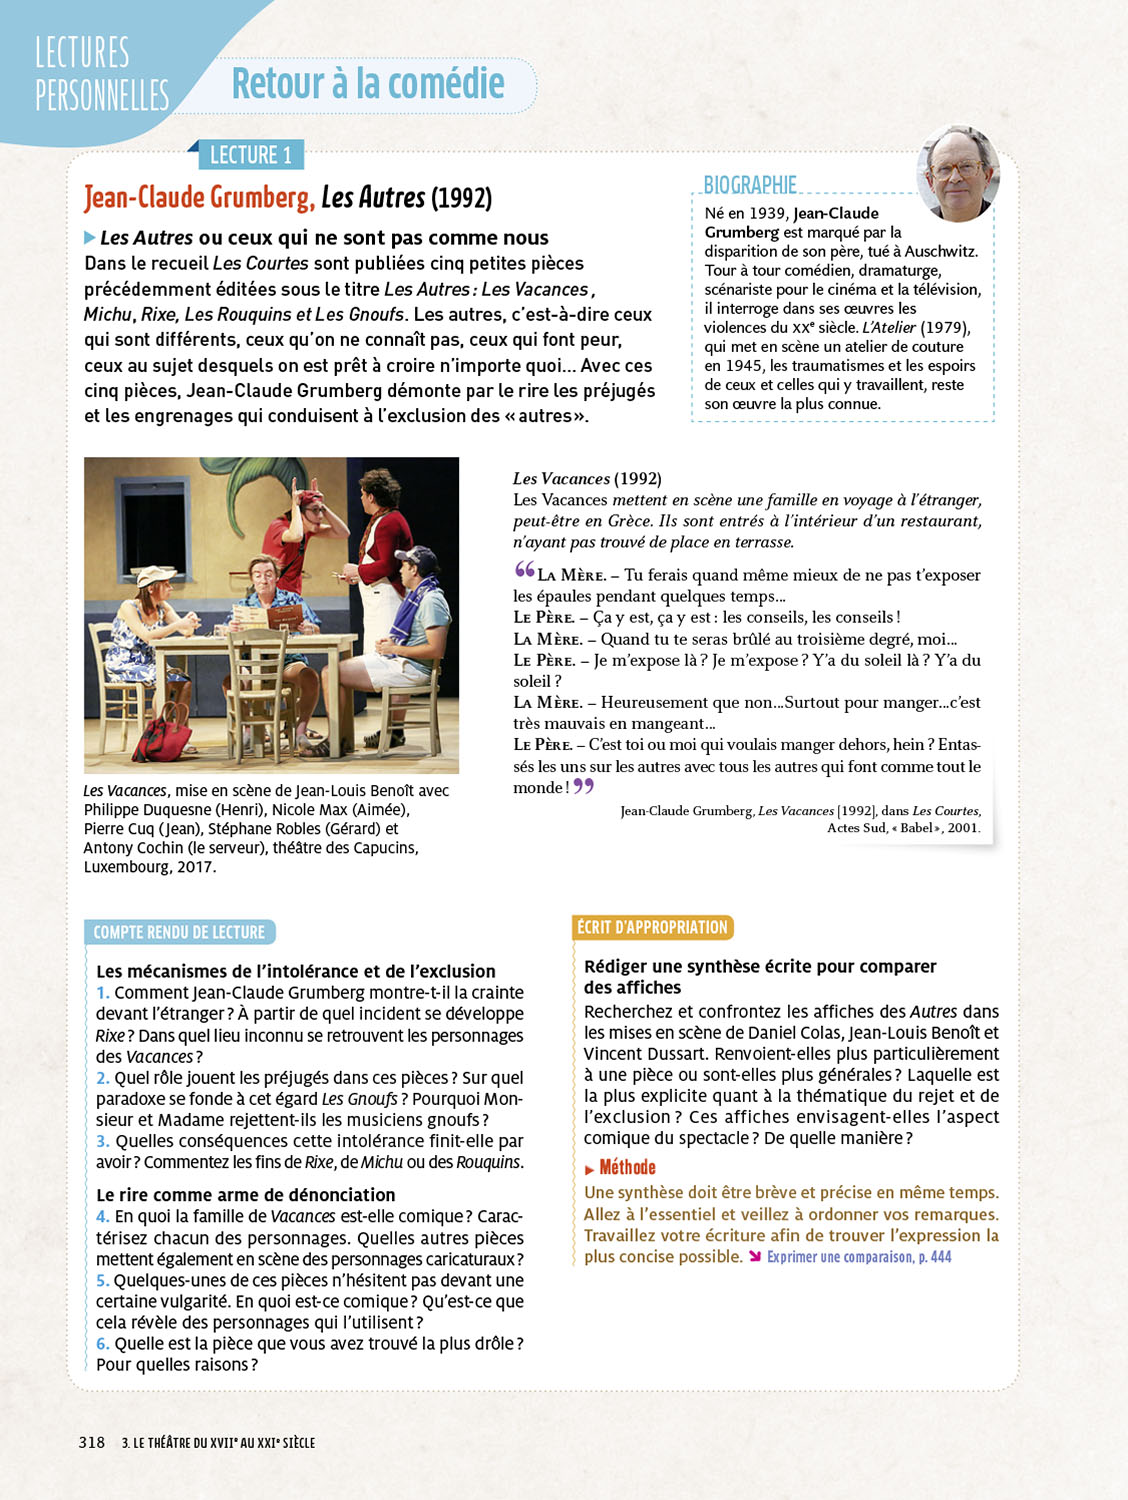 LECTURES
PERSONNELLES
Retour à la comédie
LECTURE 1
Jean-Claude Grumberg, Les Autres (1992)
Les Autres ou ceux qui ne sont pas comme nous
Dans le recueil Les Courtes sont publiées cinq petites pièces
précédemment éditées sous le titre Les Autres : Les Vacances,
Michu, Rixe, Les Rouquins et Les Gnoufs. Les autres, c'est-à-dire ceux
qui sont différents, ceux qu'on ne connaît pas, ceux qui font peur,
ceux au sujet desquels on est prêt à croire n'importe quoi… Avec ces
cinq pièces, Jean-Claude Grumberg démonte par le rire les préjugés
et les engrenages qui conduisent à l'exclusion des « autres ».
BIOGRAPHIE
Né en 1939, Jean-Claude
Grumberg est marqué par la
disparition de son père, tué à Auschwitz.
Tour à tour comédien, dramaturge,
scénariste pour le cinéma et la télévision,
il interroge dans ses œuvres les
violences du XXe siècle. L'Atelier (1979),
qui met en scène un atelier de couture
en 1945, les traumatismes et les espoirs
de ceux et celles qui y travaillent, reste
son œuvre la plus connue.
Les Vacances, mise en scène de Jean-Louis Benoît avec
Philippe Duquesne (Henri), Nicole Max (Aimée),
Pierre Cuq (Jean), Stéphane Robles (Gérard) et
Antony Cochin (le serveur), théâtre des Capucins,
Luxembourg, 2017.
Les Vacances (1992)
Les Vacances mettent en scène une famille en voyage à l'étranger,
peut-être en Grèce. Ils sont entrés à l'intérieur d'un restaurant,
n'ayant pas trouvé de place en terrasse.
“ LA MÈRE. – Tu ferais quand même mieux de ne pas t'exposer
les épaules pendant quelques temps…
LE PÈRE. – Ça y est, ça y est : les conseils, les conseils !
LA MÈRE. – Quand tu te seras brûlé au troisième degré, moi…
LE PÈRE. – Je m'expose là ? Je m'expose ? Y'a du soleil là ? Y'a du
soleil ?
LA MÈRE. – Heureusement que non…Surtout pour manger…c'est
très mauvais en mangeant…
LE PÈRE. – C'est toi ou moi qui voulais manger dehors, hein ? Entas-
sés les uns sur les autres avec tous les autres qui font comme tout le
monde ! ”
Jean-Claude Grumberg, Les Vacances [1992], dans Les Courtes,
Actes Sud, « Babel », 2001.
COMPTE RENDU DE LECTURE
Les mécanismes de l'intolérance et de l'exclusion
1. Comment Jean-Claude Grumberg montre-t-il la crainte
devant l'étranger ? À partir de quel incident se développe
Rixe ? Dans quel lieu inconnu se retrouvent les personnages
des Vacances ?
2. Quel rôle jouent les préjugés dans ces pièces ? Sur quel
paradoxe se fonde à cet égard Les Gnoufs ? Pourquoi Mon-
sieur et Madame rejettent-ils les musiciens gnoufs ?
3. Quelles conséquences cette intolérance finit-elle par
avoir ? Commentez les fins de Rixe, de Michu ou des Rouquins.
Le rire comme arme de dénonciation
4. En quoi la famille de Vacances est-elle comique ? Carac-
térisez chacun des personnages. Quelles autres pièces
mettent également en scène des personnages caricaturaux ?
5. Quelques-unes de ces pièces n'hésitent pas devant une
certaine vulgarité. En quoi est-ce comique ? Qu'est-ce que
cela révèle des personnages qui l'utilisent ?
6. Quelle est la pièce que vous avez trouvé la plus drôle ?
Pour quelles raisons ?
ÉCRIT D'APPROPRIATION
Rédiger une synthèse écrite pour comparer
des affiches
Recherchez et confrontez les affiches des Autres dans
les mises en scène de Daniel Colas, Jean-Louis Benoît et
Vincent Dussart. Renvoient-elles plus particulièrement
à une pièce ou sont-elles plus générales ? Laquelle est
la plus explicite quant à la thématique du rejet et de
l'exclusion ? Ces affiches envisagent-elles l'aspect
comique du spectacle ? De quelle manière ?
Méthode
Une synthèse doit être brève et précise en même temps.
Allez à l'essentiel et veillez à ordonner vos remarques.
Travaillez votre écriture afin de trouver l'expression la
plus concise possible. Exprimer une comparaison, p. 444
318 3. LE THÉÂTRE DU XVIIe AU XXIe SIÈCLE